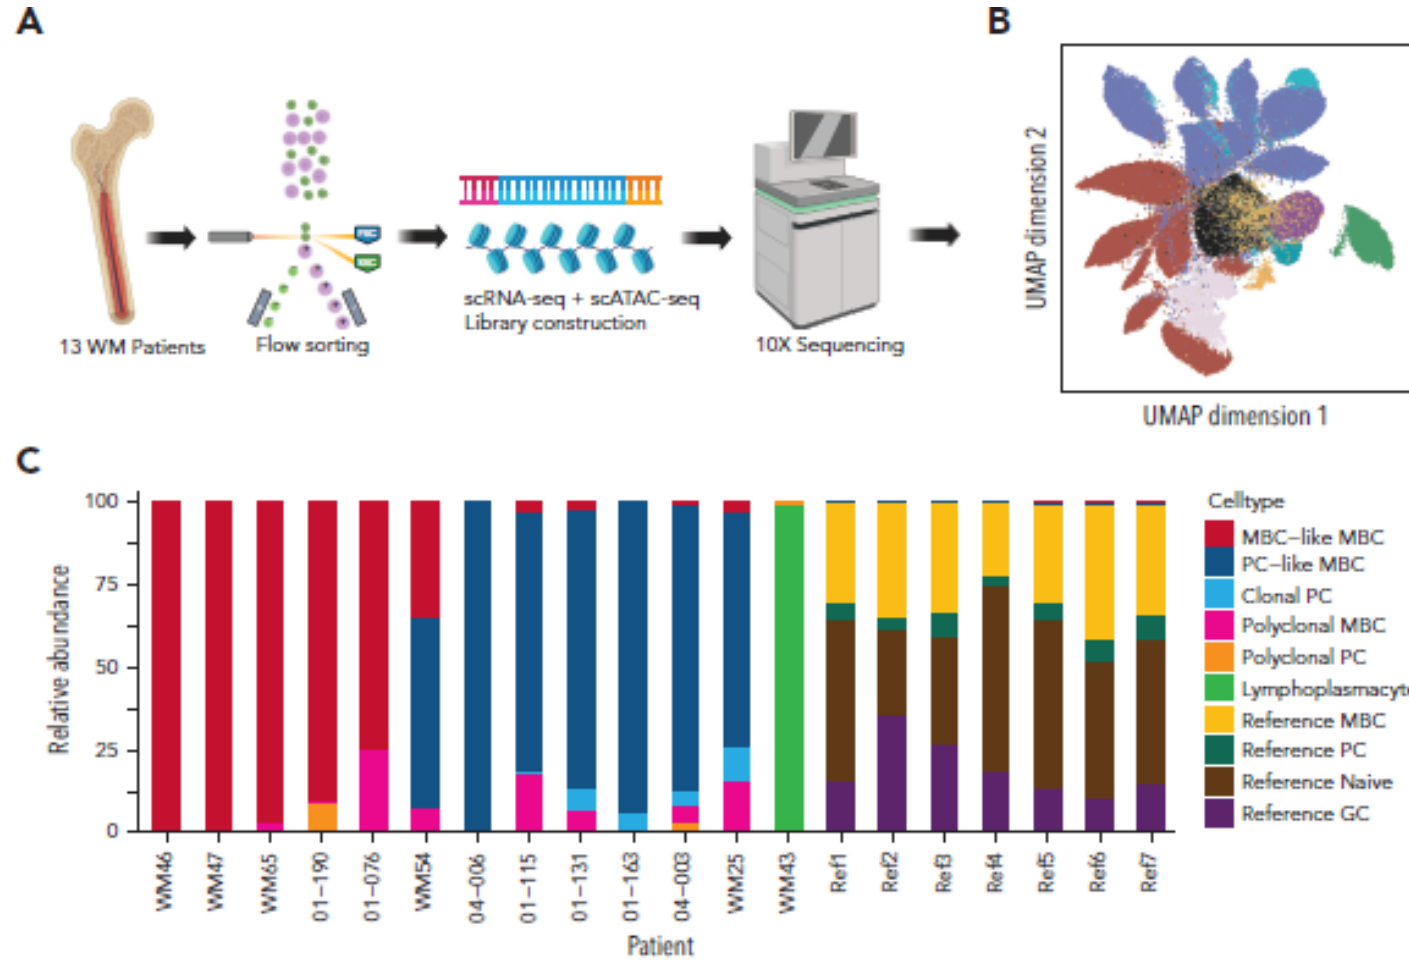 A
B
13 WM Patients
Flow sorting
scRNA-seq + scATAC-seq
Library construction
10X Sequencing
UMAP dimension 2
UMAP dimension 1
C
Relative abundance
100
75
50
25
0
WM46
WM47
WM65
01-190
01-076
WM54
04-006
01-115
01-131
01-163
04-003
WM25
WM43
Ref1
Ref2
Ref3
Ref4
Ref5
Ref6
Ref7
Patient
Celltype
MBC-like MBC
PC-like MBC
Clonal PC
Polyclonal MBC
Polyclonal PC
Lymphoplasmacyt
Reference MBC
Reference PC
Reference Naive
Reference GC